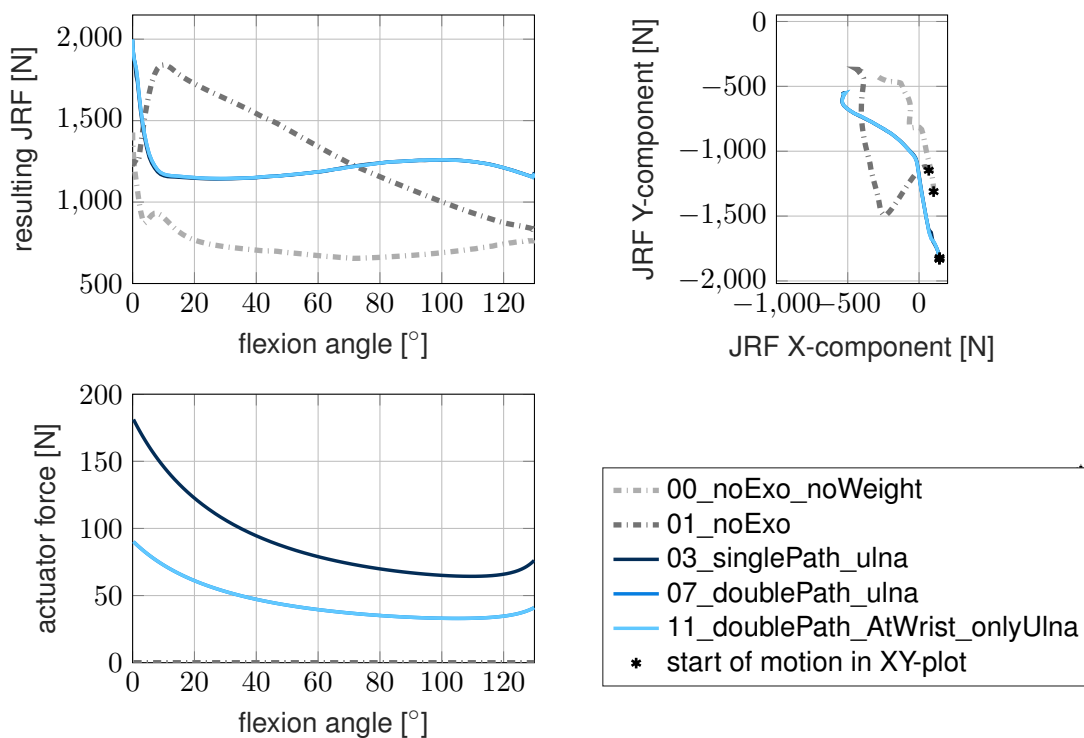 2,000
1,500
1,000
500
resulting JRF [N]
0 20 40 60 80 100 120
flexion angle [°]
0
−500
−1,000
−1,500
−2,000
JRF Y-component [N]
−1,000 −500 0
JRF X-component [N]
200
150
100
50
0
actuator force [N]
0 20 40 60 80 100 120
flexion angle [°]
00_noExo_noWeight
01_noExo
03_singlePath_ulna
07_doublePath_ulna
11_doublePath_AtWrist_onlyUlna
start of motion in XY-plot